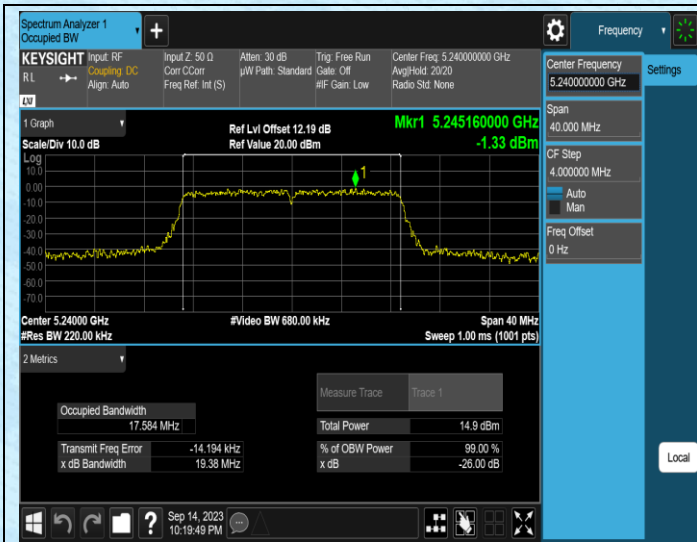 Spectrum Analyzer 1
Occupied BW
+
Frequency
KEYSIGHT
RL
LXI
Input: RF
Coupling: DC
Align: Auto
Input Z: 50 Ω
Corr CCorr
Freq Ref: Int (S)
Atten: 30 dB
µW Path: Standard
Trig: Free Run
Gate: Off
#IF Gain: Low
Center Freq: 5.240000000 GHz
Avg|Hold: 20/20
Radio Std: None
Center Frequency
5.240000000 GHz
Settings
Span
40.000 MHz
CF Step
4.000000 MHz
Auto
Man
Freq Offset
0 Hz
Local
1 Graph
Scale/Div 10.0 dB
Ref Lvl Offset 12.19 dB
Ref Value 20.00 dBm
Mkr1 5.245160000 GHz
-1.33 dBm
Log
10.0
0.00
-10.0
-20.0
-30.0
-40.0
-50.0
-60.0
-70.0
1
Center 5.24000 GHz
#Res BW 220.00 kHz
#Video BW 680.00 kHz
Span 40 MHz
Sweep 1.00 ms (1001 pts)
2 Metrics
Measure Trace
Trace 1
Occupied Bandwidth
17.584 MHz
Total Power
14.9 dBm
Transmit Freq Error
-14.194 kHz
% of OBW Power
99.00 %
x dB Bandwidth
19.38 MHz
x dB
-26.00 dB
?
Sep 14, 2023
10:19:49 PM